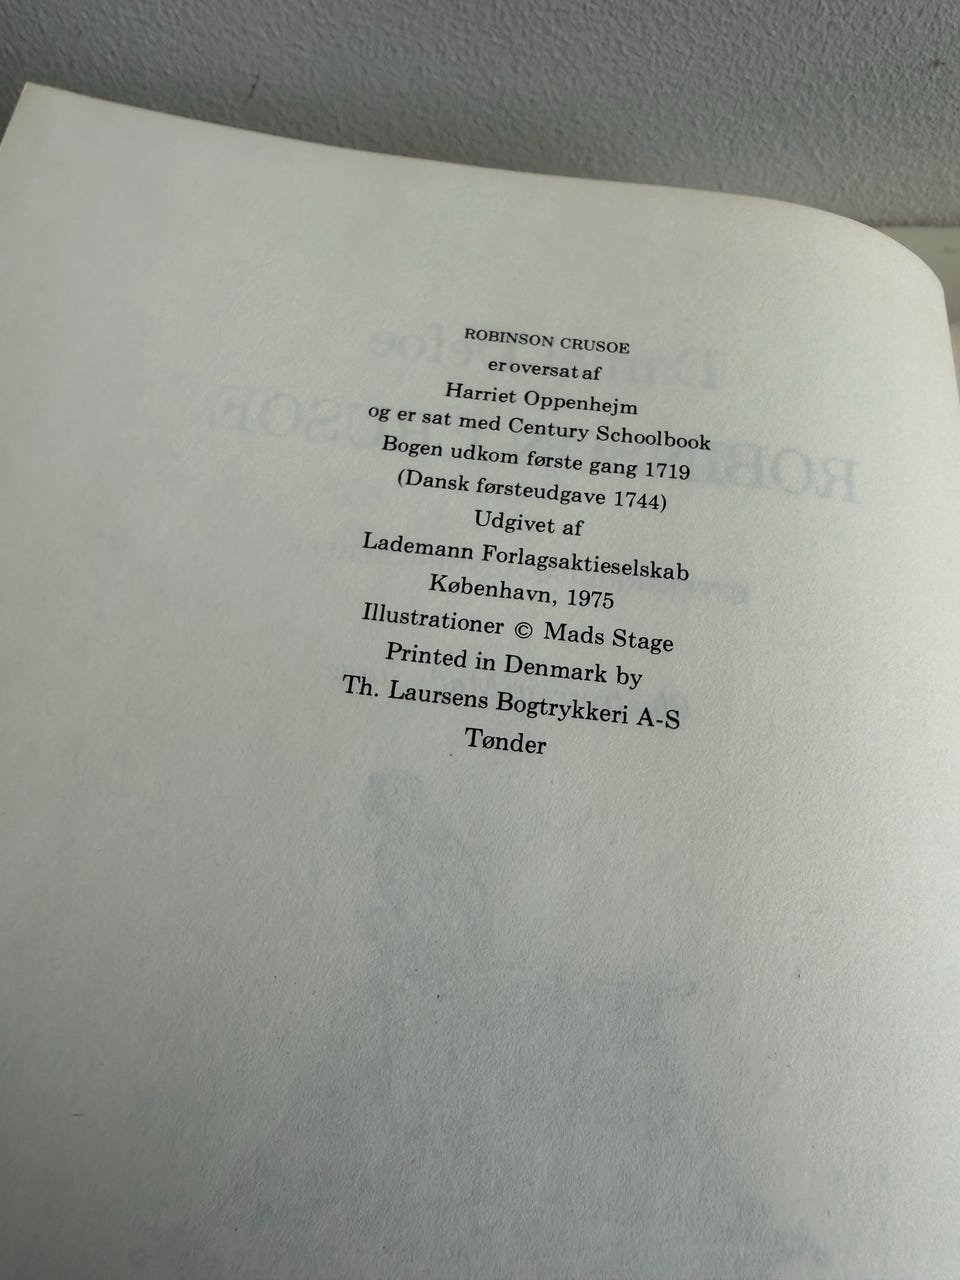 ROBINSON CRUSOE
er oversat af
Harriet Oppenhejm
og er sat med Century Schoolbook
Bogen udkom første gang 1719
(Dansk førsteudgave 1744)
Udgivet af
Lademann Forlagsaktieselskab
København, 1975
Illustrationer © Mads Stage
Printed in Denmark by
Th. Laursens Bogtrykkeri A-S
Tønder